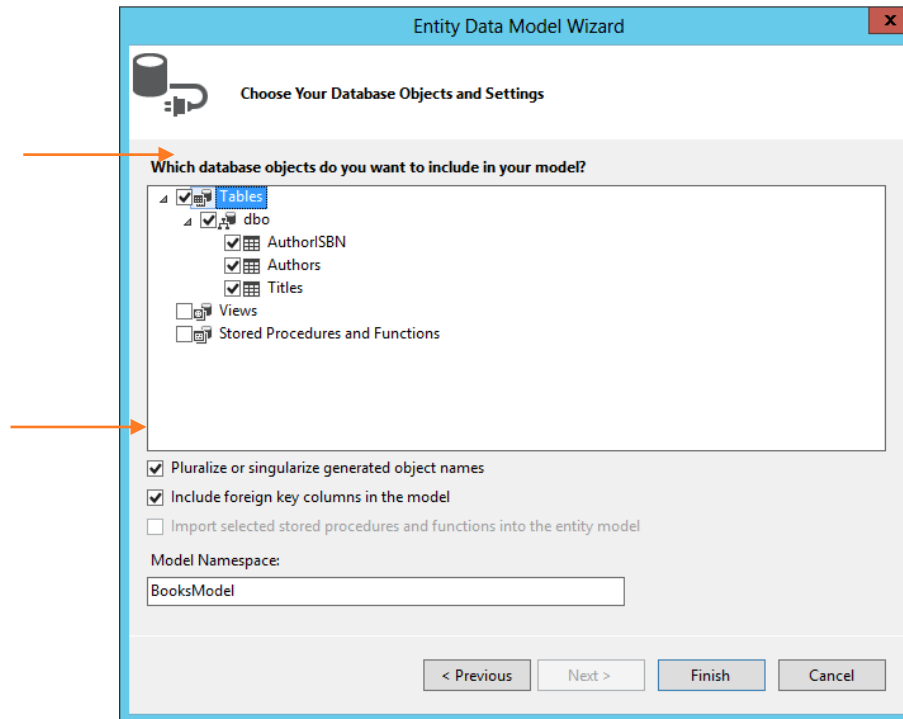 Entity Data Model Wizard
x
Choose Your Database Objects and Settings
Which database objects do you want to include in your model?
Tables
dbo
AuthorISBN
Authors
Titles
Views
Stored Procedures and Functions
Pluralize or singularize generated object names
Include foreign key columns in the model
Import selected stored procedures and functions into the entity model
Model Namespace:
BooksModel
< Previous Next > Finish Cancel